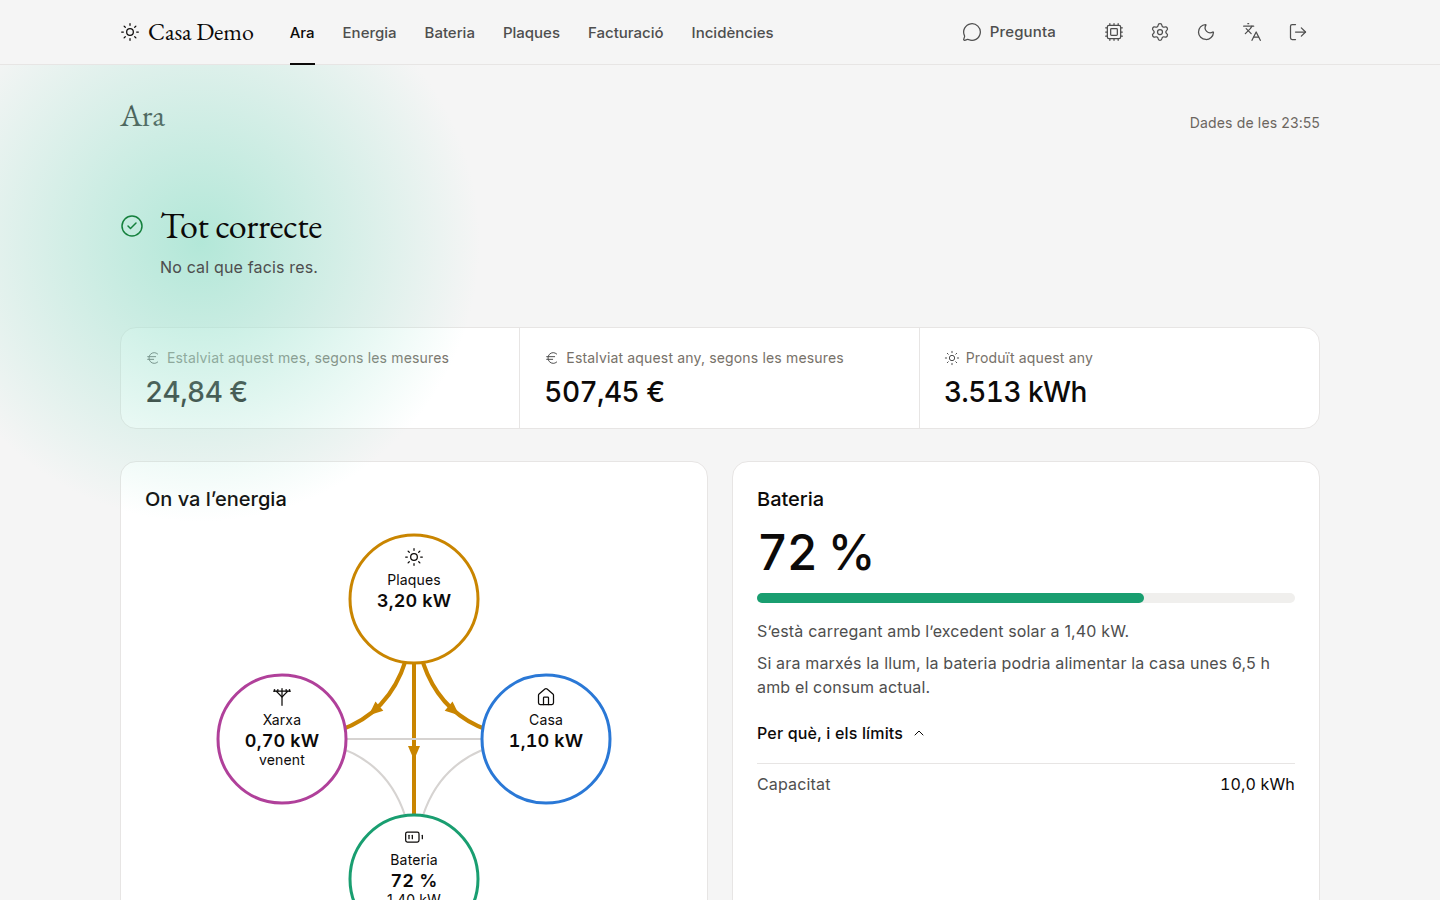 Casa Demo
Ara
Energia
Bateria
Plaques
Facturació
Incidències
Pregunta
Ara
Dades de les 23:55
Tot correcte
No cal que facis res.
Estalviat aquest mes, segons les mesures
24,84 €
Estalviat aquest any, segons les mesures
507,45 €
Produït aquest any
3.513 kWh
On va l’energia
Plaques
3,20 kW
Xarxa
0,70 kW
venent
Casa
1,10 kW
Bateria
72 %
1,40 kW
Bateria
72 %
S’està carregant amb l’excedent solar a 1,40 kW.
Si ara marxés la llum, la bateria podria alimentar la casa unes 6,5 h
amb el consum actual.
Per què, i els límits
Capacitat
10,0 kWh